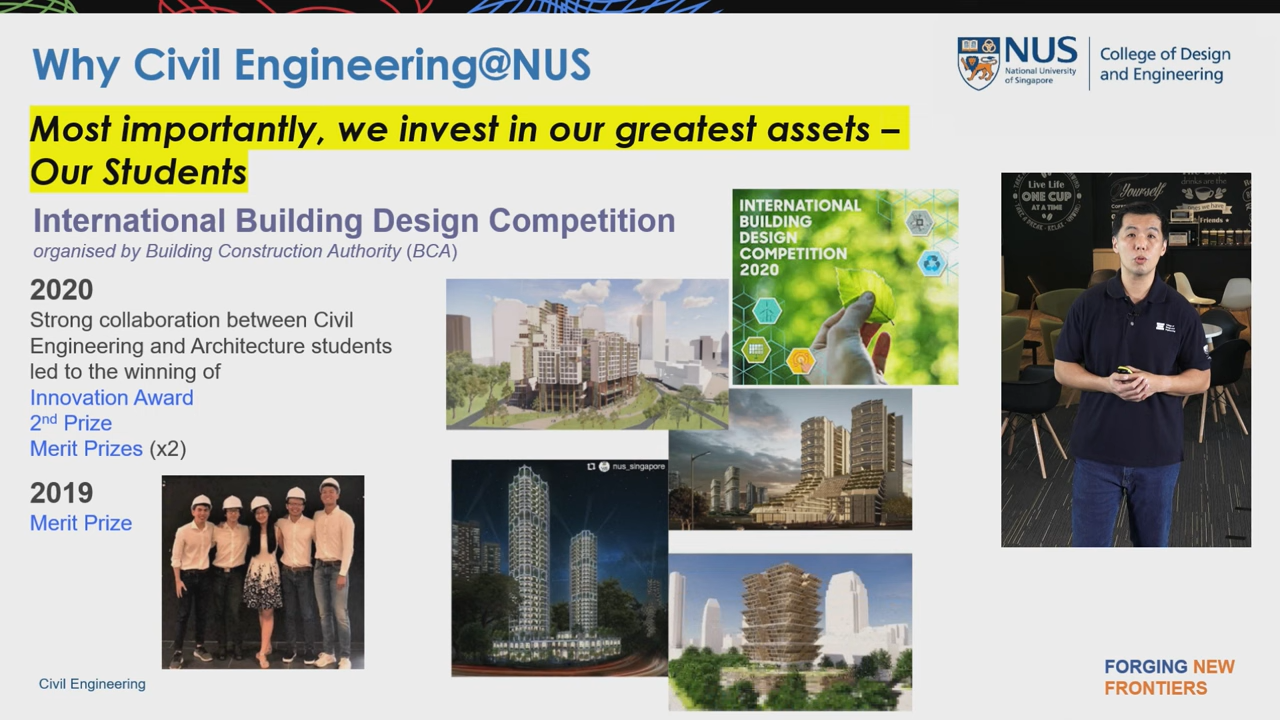 Why Civil Engineering@NUS
NUS
National University
of Singapore
College of Design
and Engineering
Most importantly, we invest in our greatest assets –
Our Students
International Building Design Competition
organised by Building Construction Authority (BCA)
2020
Strong collaboration between Civil
Engineering and Architecture students
led to the winning of
Innovation Award
2nd Prize
Merit Prizes (x2)
2019
Merit Prize
INTERNATIONAL
BUILDING
DESIGN
COMPETITION
2020
nus_singapore
Live Life
ONE CUP
AT A TIME
Yourself
drinks are the
Friends
Civil Engineering
FORGING NEW
FRONTIERS